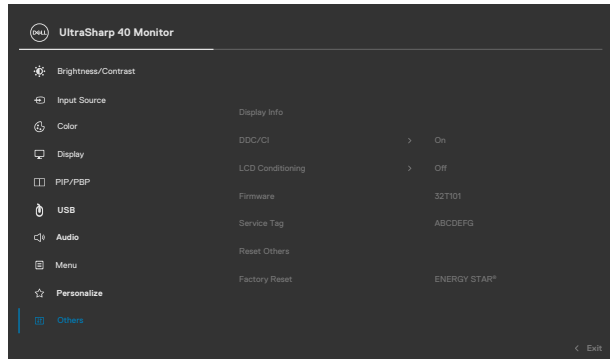 DELL UltraSharp 40 Monitor
Brightness/Contrast
Input Source
Color
Display
PIP/PBP
USB
Audio
Menu
Personalize
Others
Display Info
DDC/CI > On
LCD Conditioning > Off
Firmware 32T101
Service Tag ABCDEFG
Reset Others
Factory Reset ENERGY STAR®
< Exit